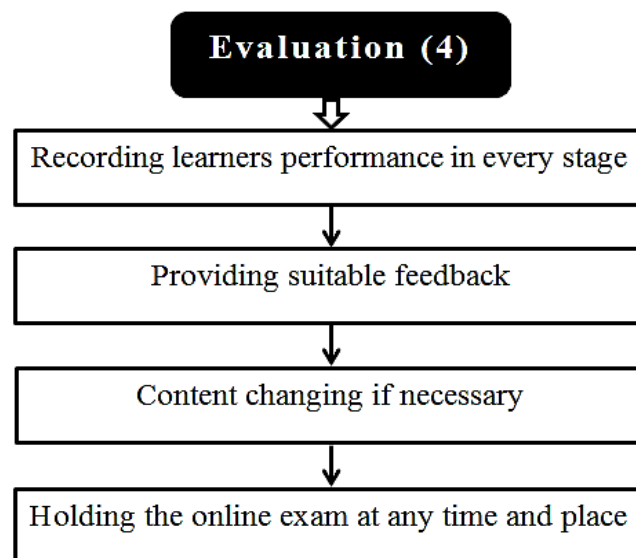 Evaluation (4)
Recording learners performance in every stage
Providing suitable feedback
Content changing if necessary
Holding the online exam at any time and place